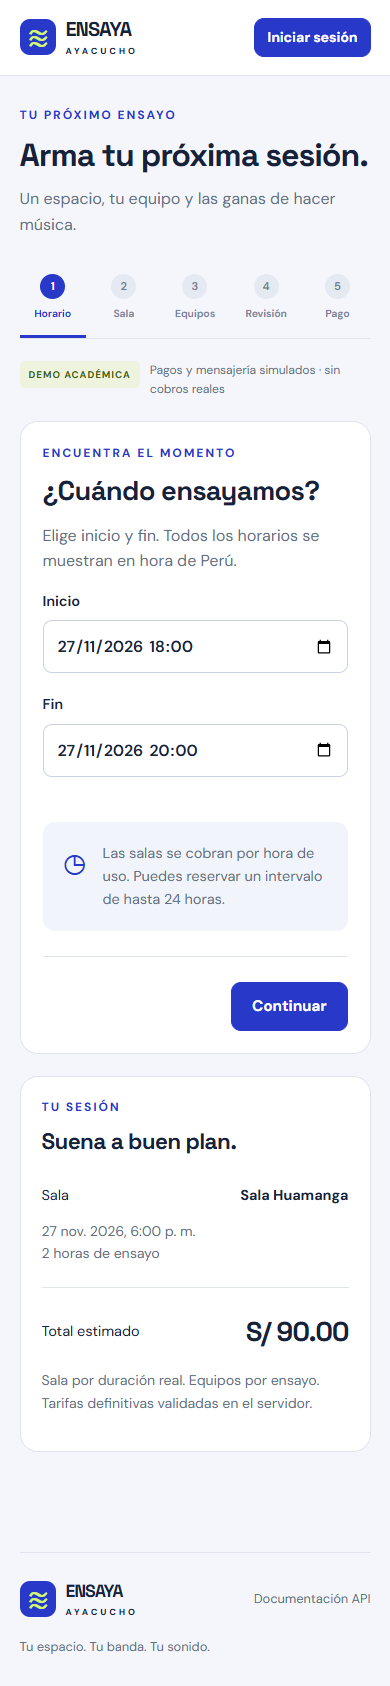 ENSAYA
AYACUCHO
Iniciar sesión
TU PRÓXIMO ENSAYO
Arma tu próxima sesión.
Un espacio, tu equipo y las ganas de hacer
música.
1
2
3
4
5
Horario
Sala
Equipos
Revisión
Pago
DEMO ACADÉMICA
Pagos y mensajería simulados · sin
cobros reales
ENCUENTRA EL MOMENTO
¿Cuándo ensayamos?
Elige inicio y fin. Todos los horarios se
muestran en hora de Perú.
Inicio
27/11/2026 18:00
Fin
27/11/2026 20:00
Las salas se cobran por hora de
uso. Puedes reservar un intervalo
de hasta 24 horas.
Continuar
TU SESIÓN
Suena a buen plan.
Sala
Sala Huamanga
27 nov. 2026, 6:00 p. m.
2 horas de ensayo
Total estimado
S/ 90.00
Sala por duración real. Equipos por ensayo.
Tarifas definitivas validadas en el servidor.
ENSAYA
AYACUCHO
Documentación API
Tu espacio. Tu banda. Tu sonido.